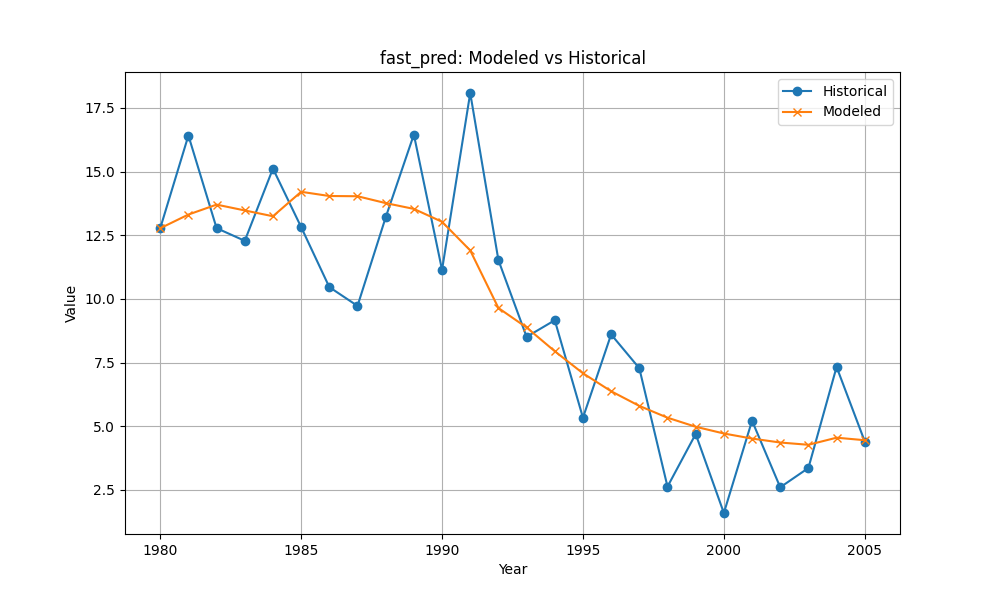 fast_pred: Modeled vs Historical
Historical
Modeled
17.5
15.0
12.5
10.0
7.5
5.0
2.5
Value
1980
1985
1990
1995
2000
2005
Year